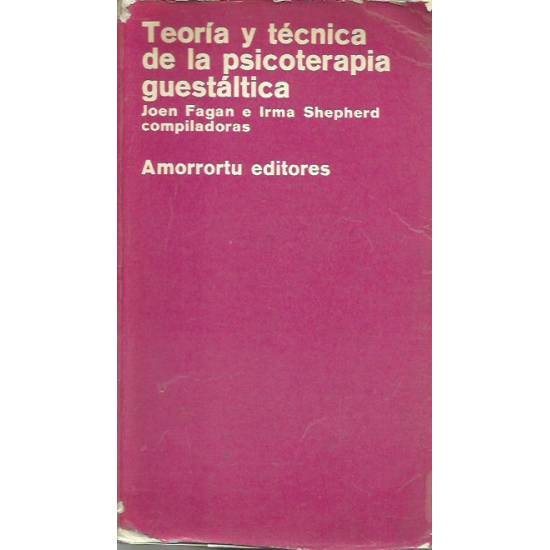 Teoría y técnica
de la psicoterapia
guestáltica
Joen Fagan e Irma Shepherd
compiladoras
Amorrortu editores